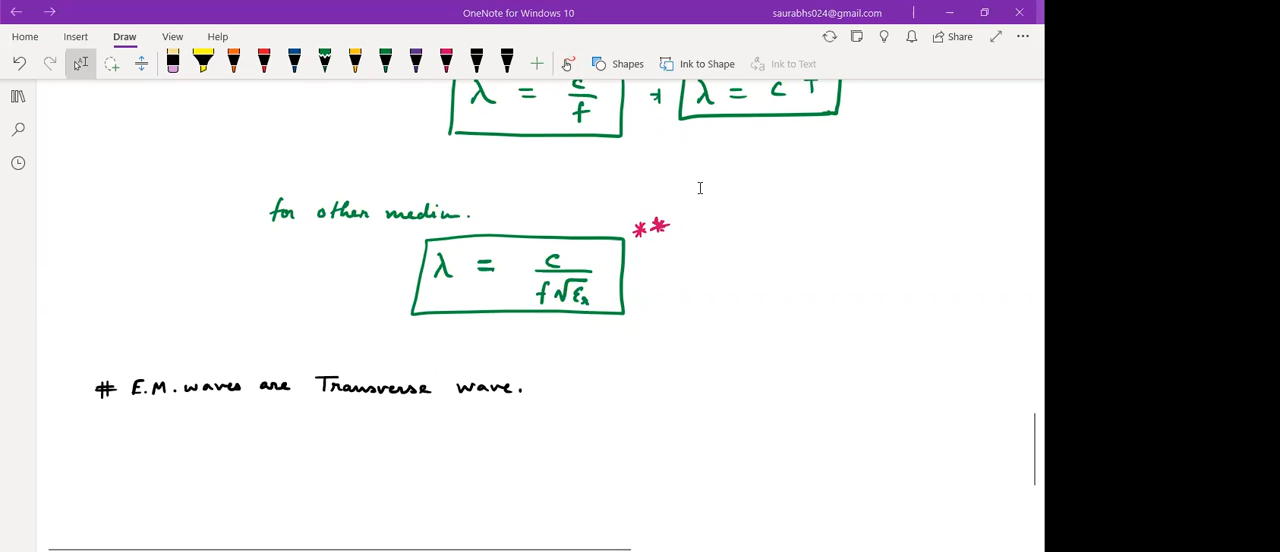 OneNote for Windows 10
saurabhs024@gmail.com
Home Insert Draw View Help
Share
Shapes Ink to Shape Ink to Text
λ = c/f λ = c T
for other medium.
**
λ = c / f√εr
# E.M. waves are Transverse wave.